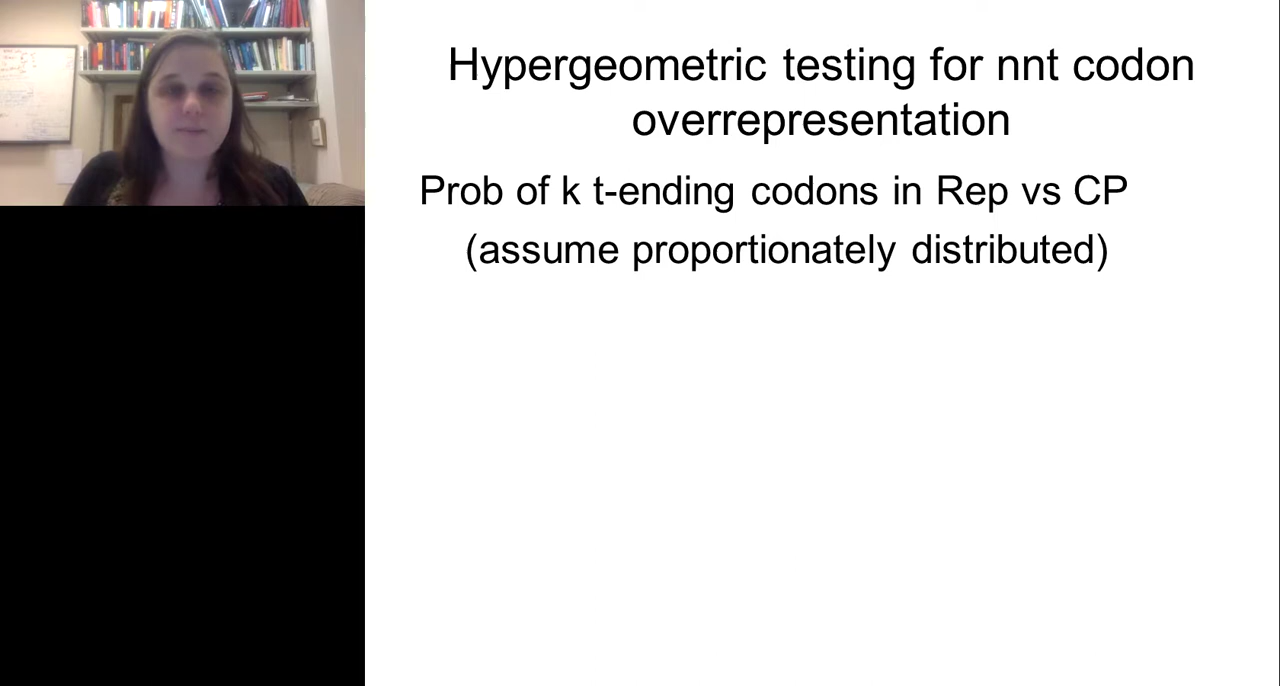 Hypergeometric testing for nnt codon
overrepresentation
Prob of k t-ending codons in Rep vs CP
(assume proportionately distributed)